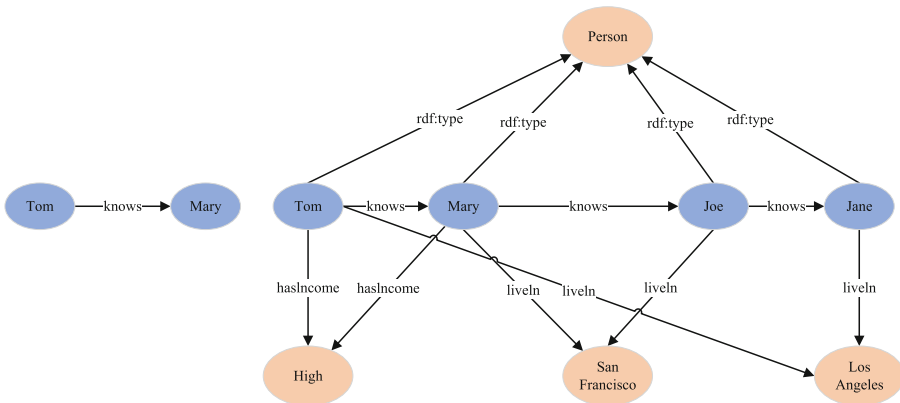 Person
rdf:type
rdf:type
rdf:type
rdf:type
Tom
knows
Mary
Tom
knows
Mary
knows
Joe
knows
Jane
hasIncome
hasIncome
liveIn
liveIn
liveIn
liveIn
High
San
Francisco
Los
Angeles